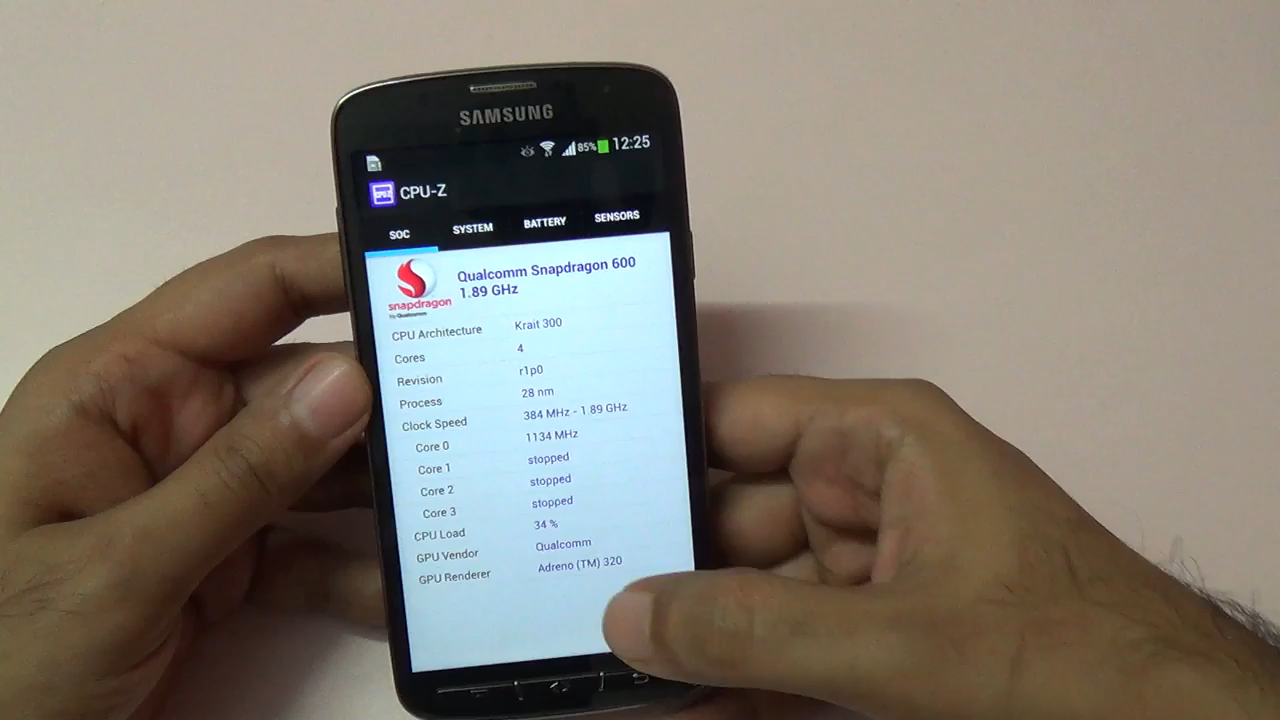 SAMSUNG
85% 12:25
CPU-Z
CPU-Z
SOC SYSTEM BATTERY SENSORS
Qualcomm Snapdragon 600
1.89 GHz
snapdragon
by Qualcomm
CPU Architecture Krait 300
Cores 4
Revision r1p0
Process 28 nm
Clock Speed 384 MHz - 1.89 GHz
Core 0 1134 MHz
Core 1 stopped
Core 2 stopped
Core 3 stopped
CPU Load 34 %
GPU Vendor Qualcomm
GPU Renderer Adreno (TM) 320